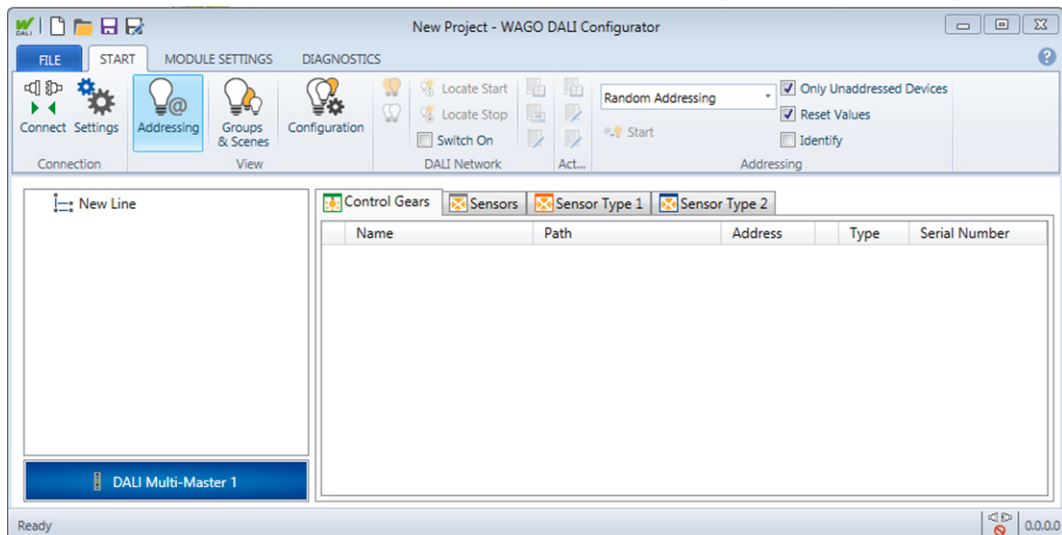 DALI
New Project - WAGO DALI Configurator
FILE START MODULE SETTINGS DIAGNOSTICS
Connect Settings Addressing Groups & Scenes Configuration
Locate Start
Locate Stop
Switch On
Random Addressing
Start
Only Unaddressed Devices
Reset Values
Identify
Connection View DALI Network Act... Addressing
New Line
Control Gears Sensors Sensor Type 1 Sensor Type 2
Name Path Address Type Serial Number
DALI Multi-Master 1
Ready 0.0.0.0